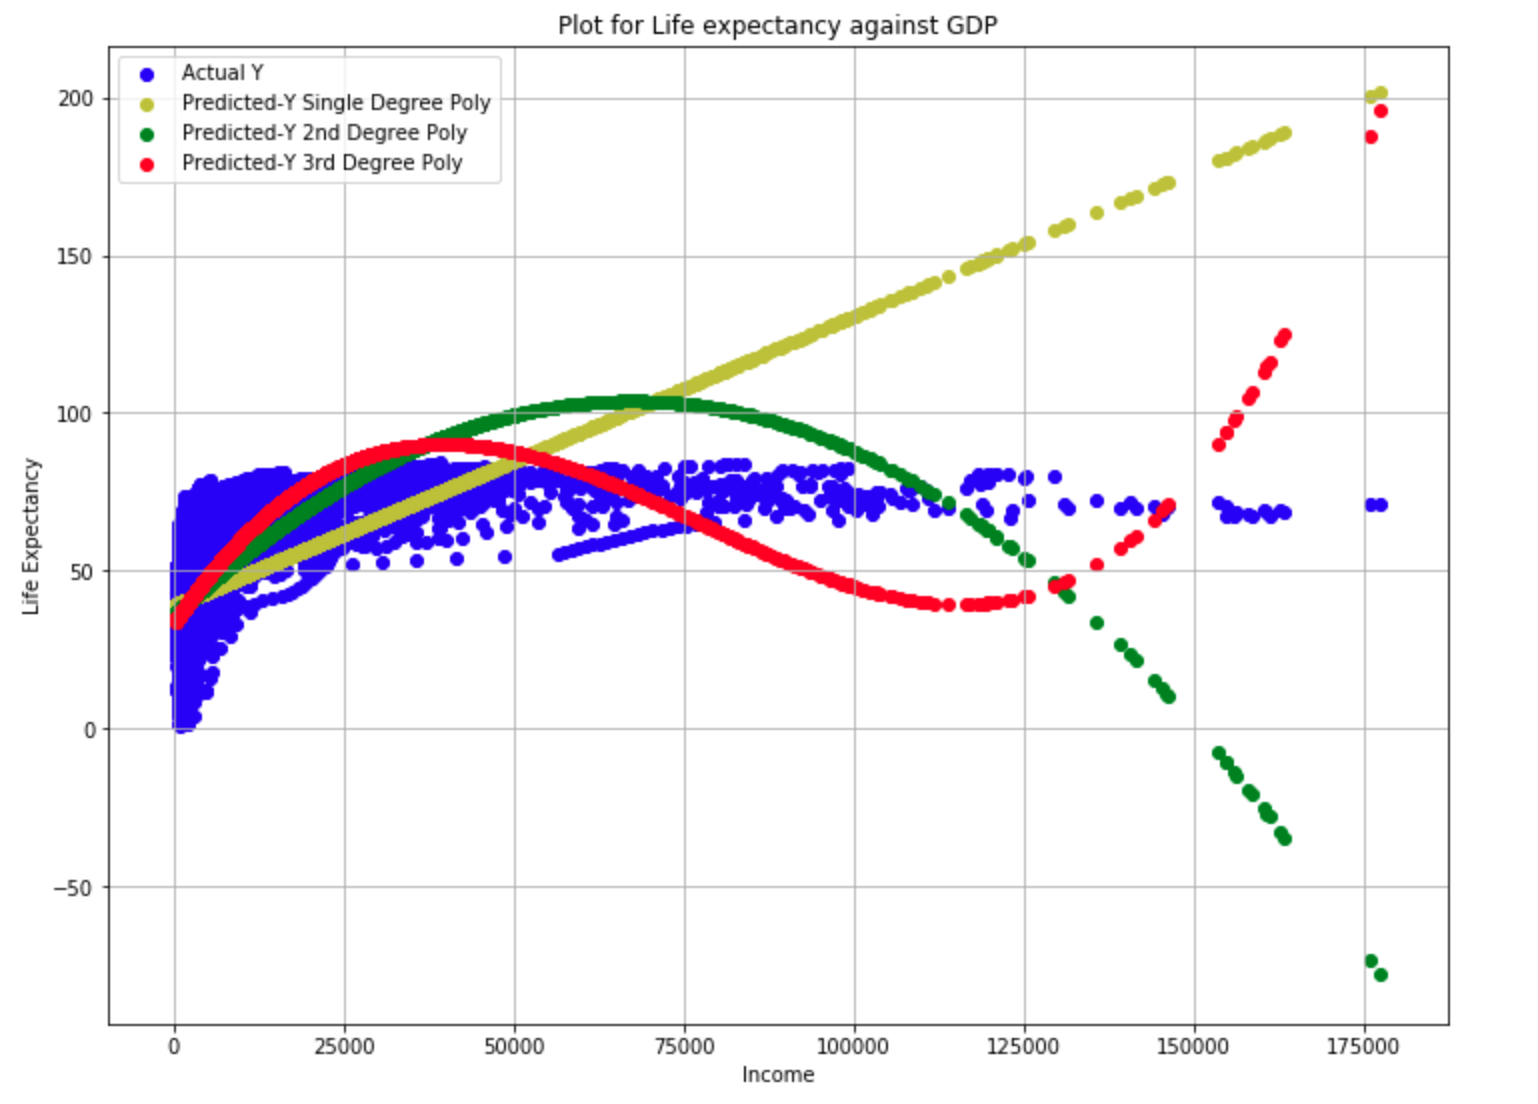 Plot for Life expectancy against GDP
Actual Y
Predicted-Y Single Degree Poly
Predicted-Y 2nd Degree Poly
Predicted-Y 3rd Degree Poly
200
150
100
50
0
−50
Life Expectancy
0 25000 50000 75000 100000 125000 150000 175000
Income